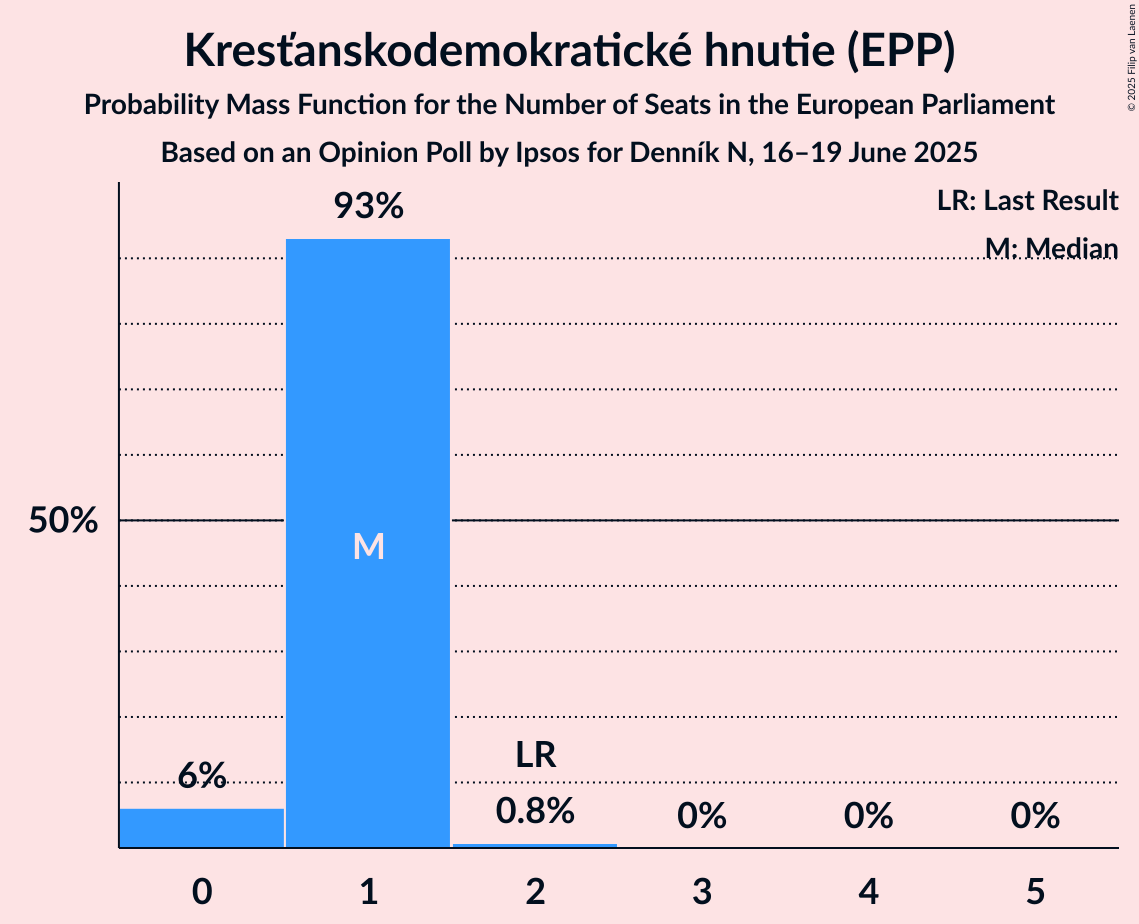 Kresťanskodemokratické hnutie (EPP)
Probability Mass Function for the Number of Seats in the European Parliament
Based on an Opinion Poll by Ipsos for Denník N, 16–19 June 2025
© 2025 Filip van Laenen
LR: Last Result
M: Median
93%
50%
M
6%
LR
0.8%
0%
0%
0%
0
1
2
3
4
5